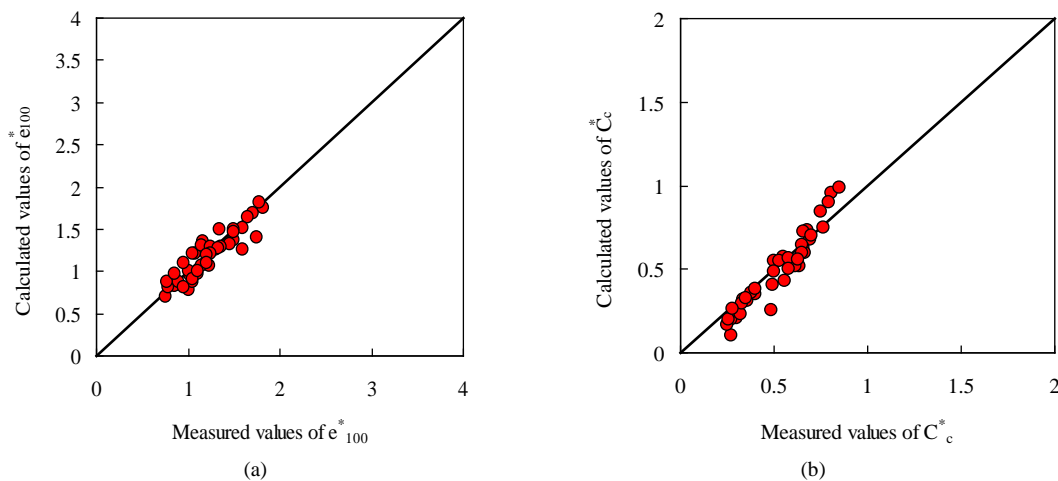 4
3.5
3
2.5
2
1.5
1
0.5
0
0 1 2 3 4
Calculated values of e*100
Measured values of e*100
(a)
2
1.5
1
0.5
0
0 0.5 1 1.5 2
Calculated values of C*c
Measured values of C*c
(b)